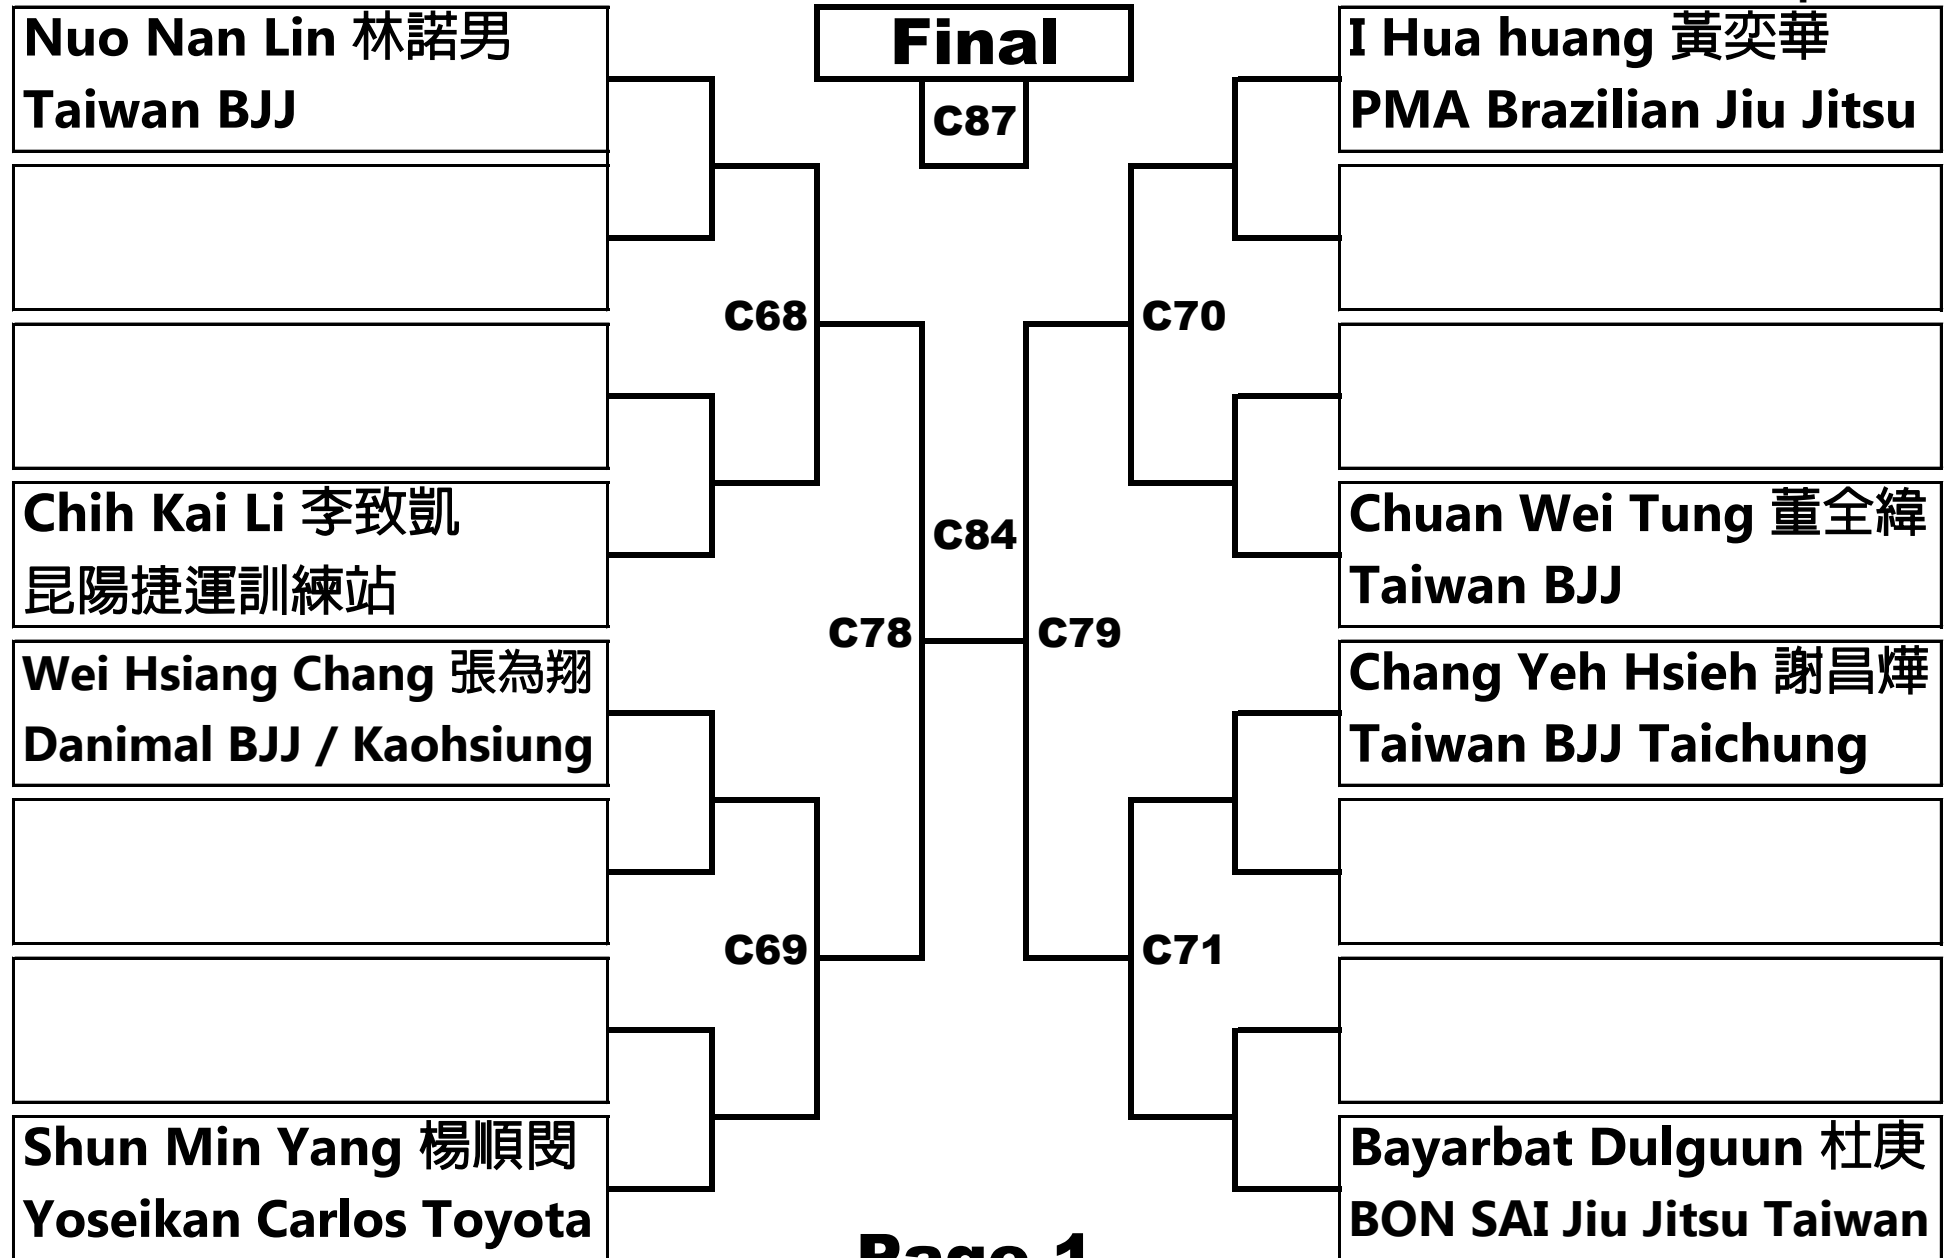 Nuo Nan Lin 林諾男
Taiwan BJJ
Chih Kai Li 李致凱
昆陽捷運訓練站
Wei Hsiang Chang 張為翔
Danimal BJJ / Kaohsiung
Shun Min Yang 楊順閔
Yoseikan Carlos Toyota
C68
C69
C78
Final
C87
C84
Page 1
C79
C70
C71
I Hua huang 黃奕華
PMA Brazilian Jiu Jitsu
Chuan Wei Tung 董全緯
Taiwan BJJ
Chang Yeh Hsieh 謝昌燁
Taiwan BJJ Taichung
Bayarbat Dulguun 杜庚
BON SAI Jiu Jitsu Taiwan